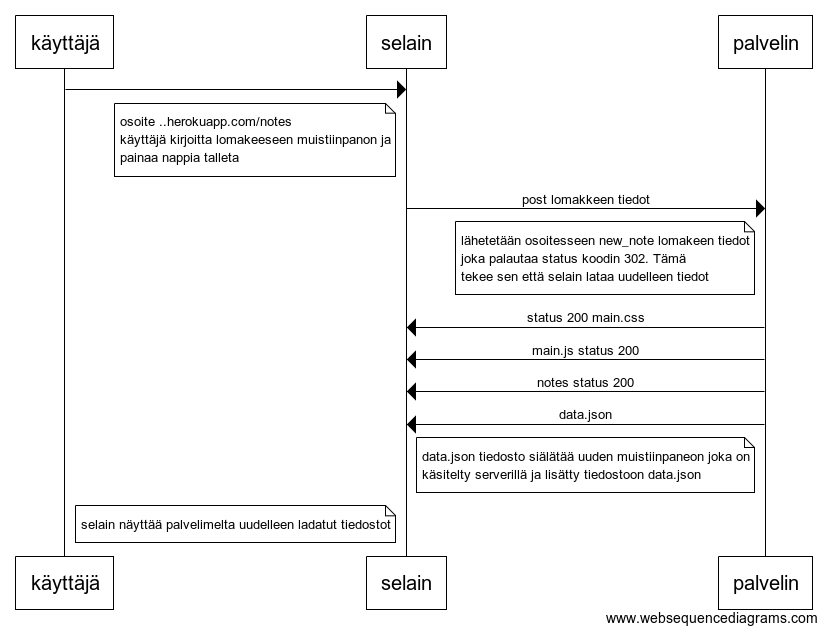 käyttäjä
selain
palvelin
osoite ..herokuapp.com/notes
käyttäjä kirjoitta lomakeeseen muistiinpanon ja
painaa nappia talleta
post lomakkeen tiedot
lähetetään osoitesseen new_note lomakeen tiedot
joka palautaa status koodin 302. Tämä
tekee sen että selain lataa uudelleen tiedot
status 200 main.css
main.js status 200
notes status 200
data.json
data.json tiedosto siälätää uuden muistiinpaneon joka on
käsitelty serverillä ja lisätty tiedostoon data.json
selain näyttää palvelimelta uudelleen ladatut tiedostot
käyttäjä
selain
palvelin
www.websequencediagrams.com